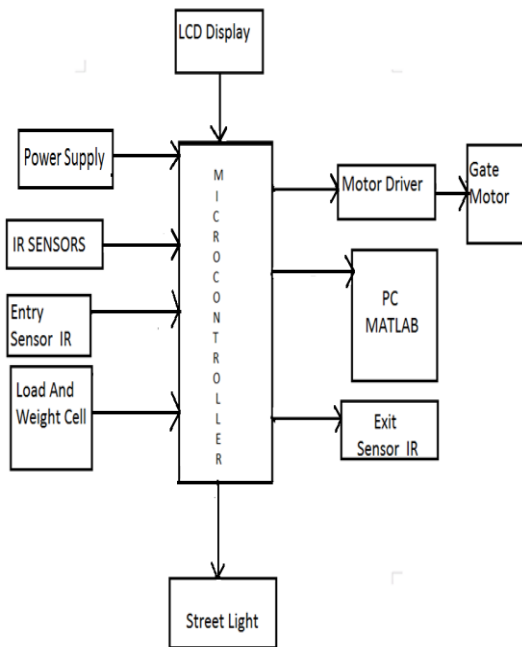 LCD Display
Power Supply
IR SENSORS
Entry
Sensor IR
Load And
Weight Cell
MICROCONTROLLER
Motor Driver
Gate
Motor
PC
MATLAB
Exit
Sensor IR
Street Light